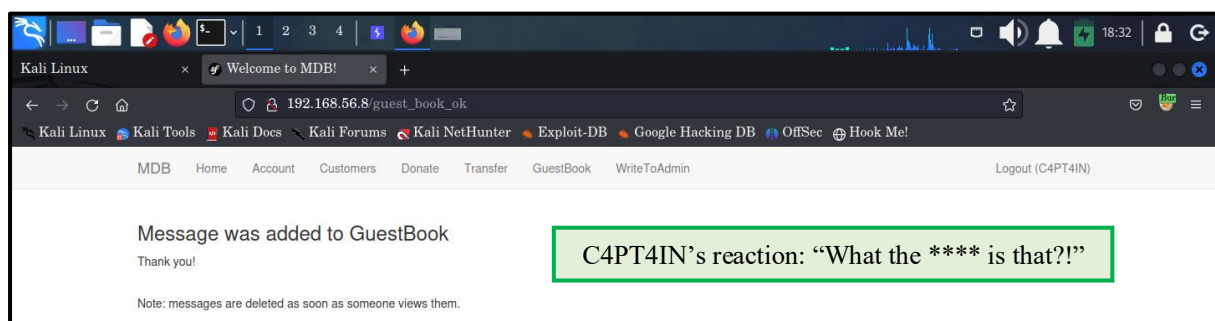 1 2 3 4 18:32
Kali Linux Welcome to MDB!
192.168.56.8/guest_book_ok
Kali Linux Kali Tools Kali Docs Kali Forums Kali NetHunter Exploit-DB Google Hacking DB OffSec Hook Me!
MDB Home Account Customers Donate Transfer GuestBook WriteToAdmin Logout (C4PT4IN)
Message was added to GuestBook
C4PT4IN’s reaction: “What the **** is that?!”
Thank you!
Note: messages are deleted as soon as someone views them.